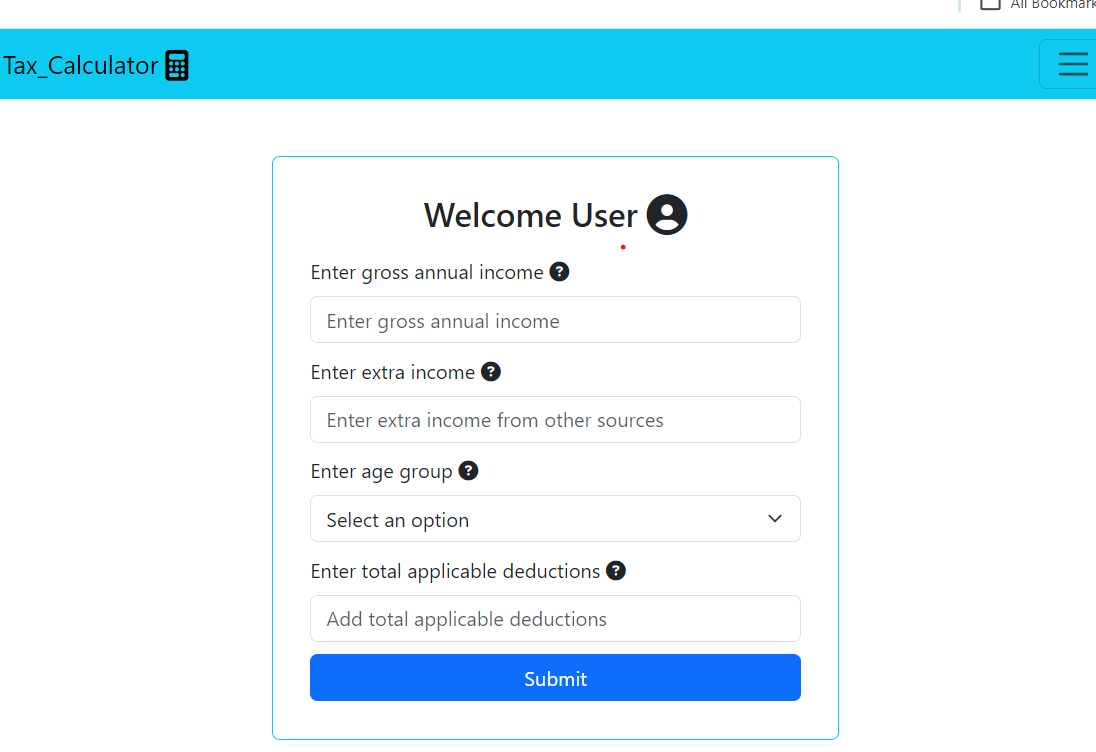 All Bookmark
Tax_Calculator
Welcome User
Enter gross annual income ?
Enter gross annual income
Enter extra income ?
Enter extra income from other sources
Enter age group ?
Select an option
Enter total applicable deductions ?
Add total applicable deductions
Submit